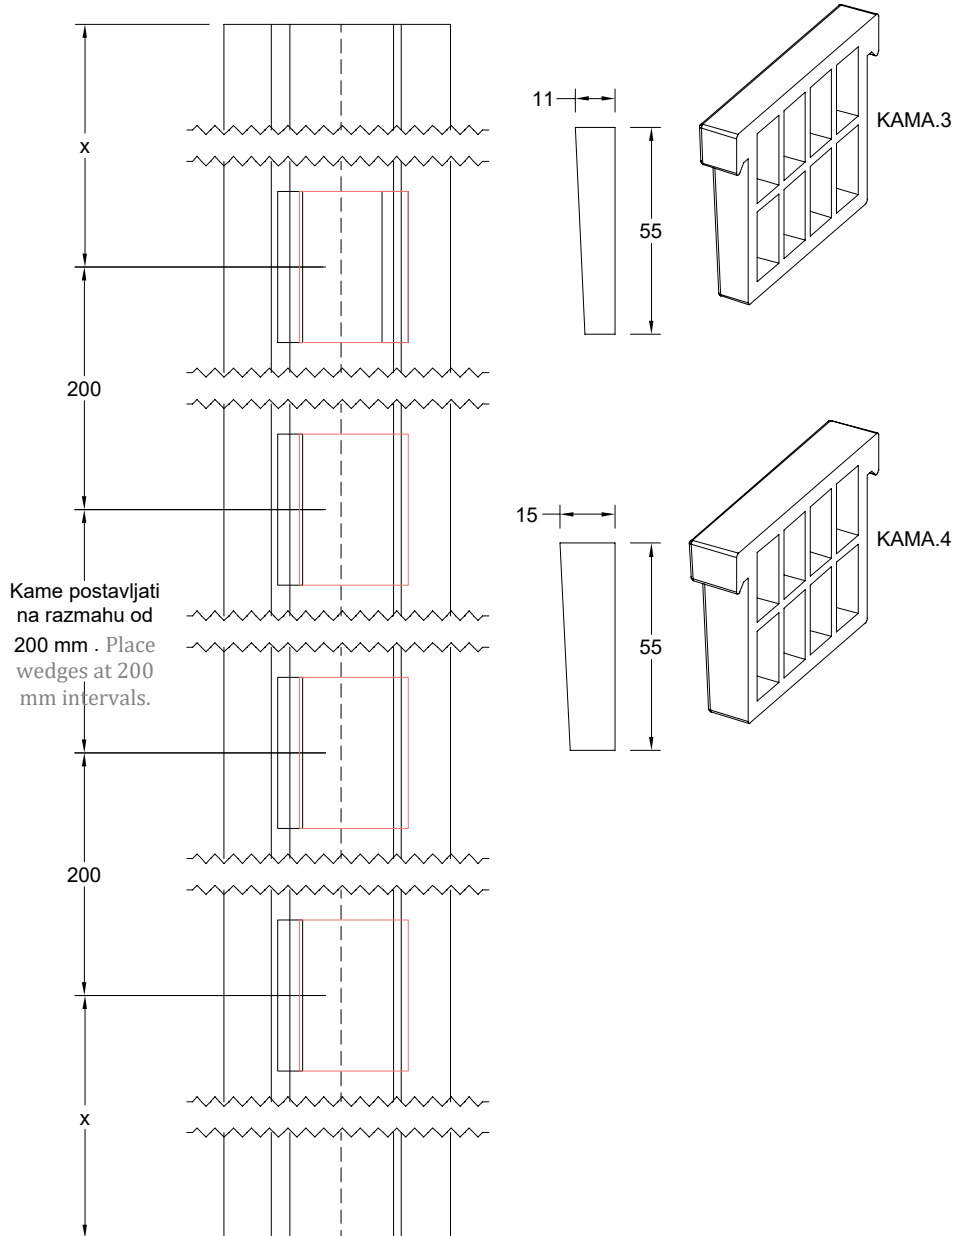 x
200
Kame postavljati
na razmahu od
200 mm . Place
wedges at 200
mm intervals.
200
x
11
55
KAMA.3
15
55
KAMA.4